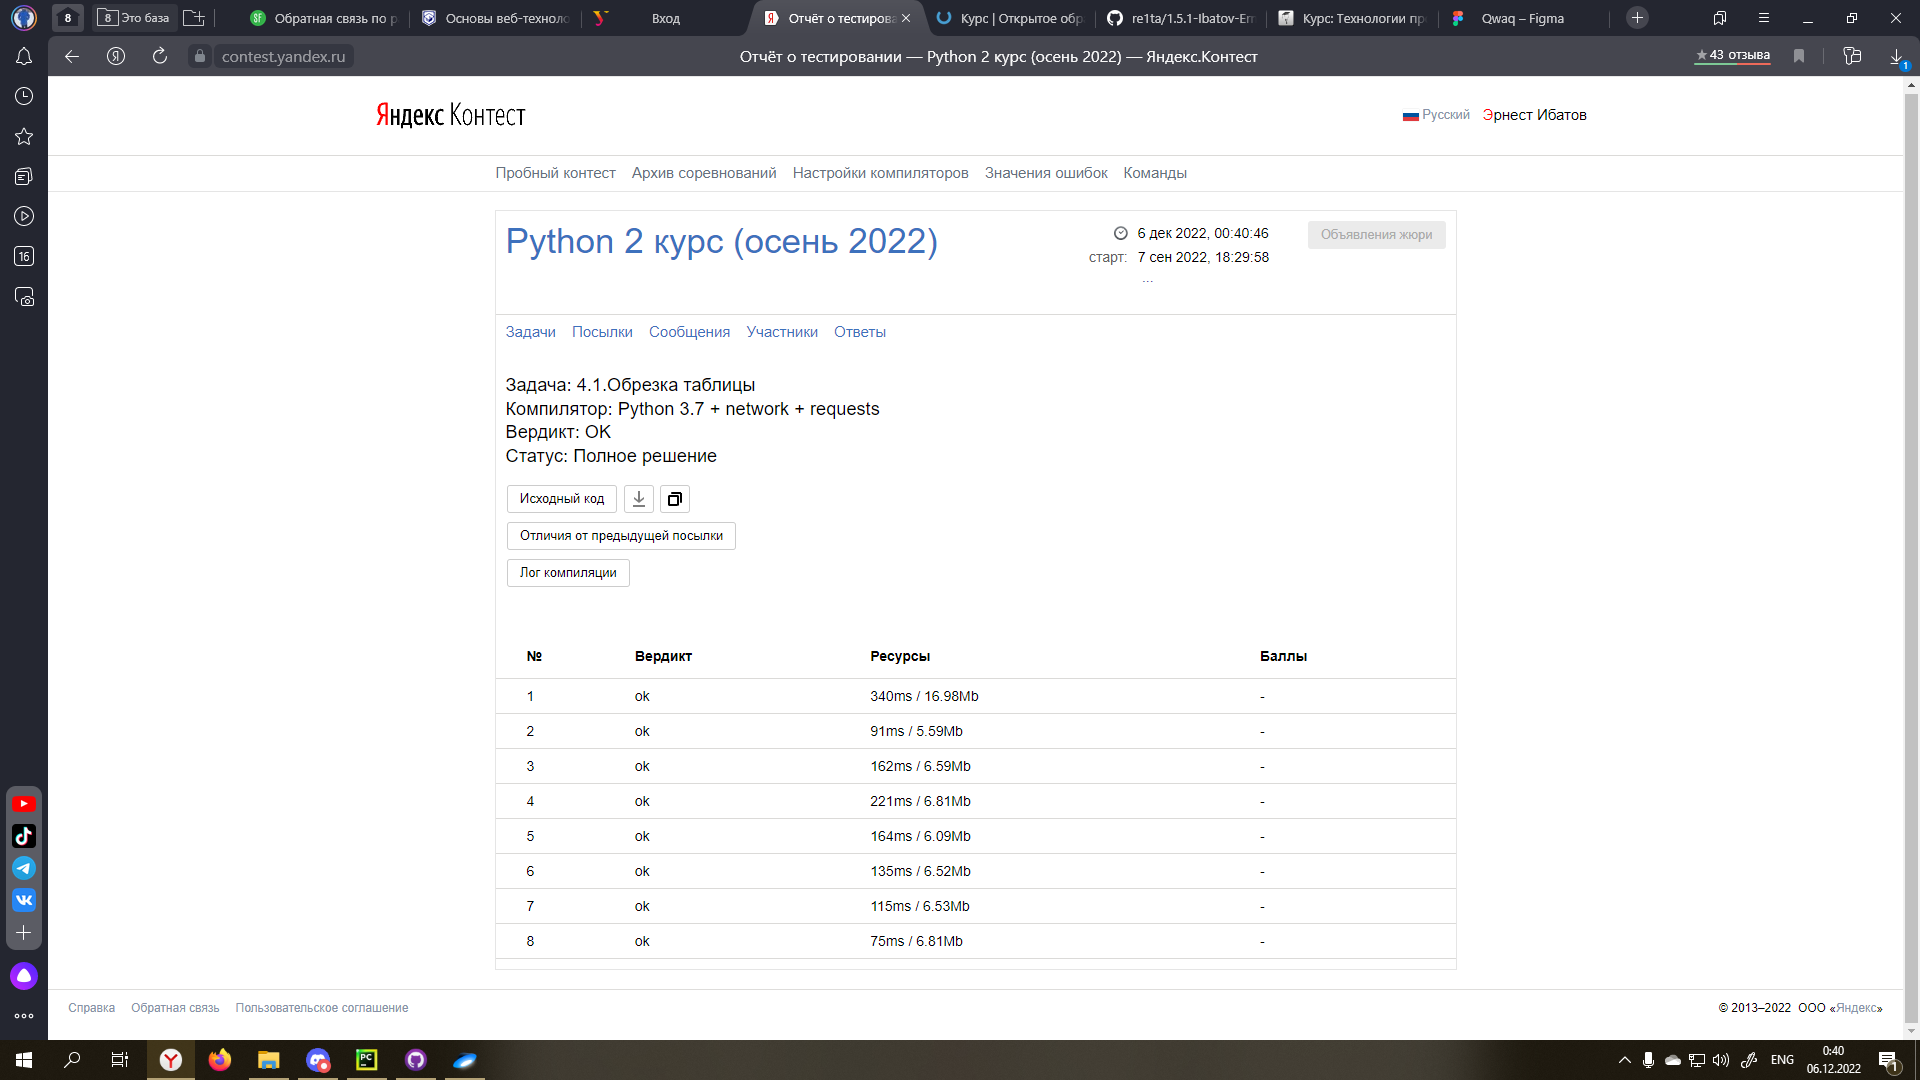 8
8 Это база
Обратная связь по р
Основы веб-техноло
Вход
Отчёт о тестирова
Курс | Открытое обр
re1ta/1.5.1-Ibatov-Er
Курс: Технологии пр
Qwaq – Figma
contest.yandex.ru
Отчёт о тестировании — Python 2 курс (осень 2022) — Яндекс.Контест
43 отзыва
1
Яндекс Контест
Русский
Эрнест Ибатов
Пробный контест
Архив соревнований
Настройки компиляторов
Значения ошибок
Команды
16
Python 2 курс (осень 2022)
6 дек 2022, 00:40:46
старт: 7 сен 2022, 18:29:58
...
Объявления жюри
Задачи
Посылки
Сообщения
Участники
Ответы
Задача: 4.1.Обрезка таблицы
Компилятор: Python 3.7 + network + requests
Вердикт: OK
Статус: Полное решение
Исходный код
Отличия от предыдущей посылки
Лог компиляции
№ Вердикт Ресурсы Баллы
1 ok 340ms / 16.98Mb -
2 ok 91ms / 5.59Mb -
3 ok 162ms / 6.59Mb -
4 ok 221ms / 6.81Mb -
5 ok 164ms / 6.09Mb -
6 ok 135ms / 6.52Mb -
7 ok 115ms / 6.53Mb -
8 ok 75ms / 6.81Mb -
Справка
Обратная связь
Пользовательское соглашение
© 2013–2022 ООО «Яндекс»
PC
ENG
0:40
06.12.2022
1